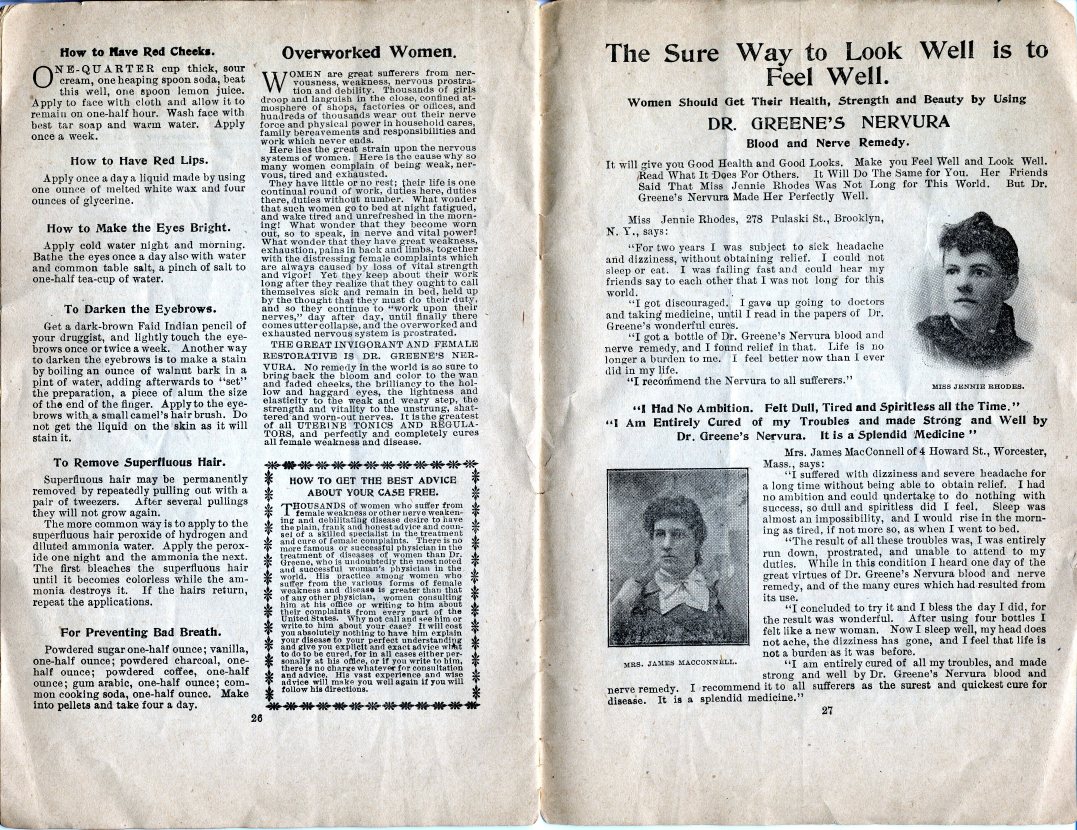 How to Have Red Cheeks.
ONE-QUARTER cup thick, sour
cream, one heaping spoon soda, beat
this well, one spoon lemon juice.
Apply to face with cloth and allow it to
remain on one-half hour. Wash face with
best tar soap and warm water. Apply
once a week.
How to Have Red Lips.
Apply once a day a liquid made by using
one ounce of melted white wax and four
ounces of glycerine.
How to Make the Eyes Bright.
Apply cold water night and morning.
Bathe the eyes once a day also with water
and common table salt, a pinch of salt to
one-half tea-cup of water.
To Darken the Eyebrows.
Get a dark-brown Faid Indian pencil of
your druggist, and lightly touch the eye-
brows once or twice a week. Another way
to darken the eyebrows is to make a stain
by boiling an ounce of walnut bark in a
pint of water, adding afterwards to "set"
the preparation, a piece of alum the size
of the end of the finger. Apply to the eye-
brows with a small camel's hair brush. Do
not get the liquid on the skin as it will
stain it.
To Remove Superfluous Hair.
Superfluous hair may be permanently
removed by repeatedly pulling out with a
pair of tweezers. After several pullings
they will not grow again.
The more common way is to apply to the
superfluous hair peroxide of hydrogen and
diluted ammonia water. Apply the perox-
ide one night and the ammonia the next.
The first bleaches the superfluous hair
until it becomes colorless while the am-
monia destroys it. If the hairs return,
repeat the applications.
For Preventing Bad Breath.
Powdered sugar one-half ounce; vanilla,
one-half ounce; powdered charcoal, one-
half ounce; powdered coffee, one-half
ounce; gum arabic, one-half ounce; com-
mon cooking soda, one-half ounce. Make
into pellets and take four a day.
Overworked Women.
WOMEN are great sufferers from ner-
vousness, weakness, nervous prostra-
tion and debility. Thousands of girls
droop and languish in the close, confined at-
mosphere of shops, factories or offices, and
hundreds of thousands wear out their nerve
force and physical power in household cares,
family bereavements and responsibilities and
work which never ends.
Here lies the great strain upon the nervous
systems of women. Here is the cause why so
many women complain of being weak, ner-
vous, tired and exhausted.
They have little or no rest; their life is one
continual round of work, duties here, duties
there, duties without number. What wonder
that such women go to bed at night fatigued,
and wake tired and unrefreshed in the morn-
ing! What wonder that they become worn
out, so to speak, in nerve and vital power!
What wonder that they have great weakness,
exhaustion, pains in back and limbs, together
with the distressing female complaints which
are always caused by loss of vital strength
and vigor! Yet they keep about their work
long after they realize that they ought to call
themselves sick and remain in bed, held up
by the thought that they must do their duty,
and so they continue to "work upon their
nerves," day after day, until finally there
comes utter collapse, and the overworked and
exhausted nervous system is prostrated.
THE GREAT INVIGORANT AND FEMALE
RESTORATIVE IS DR. GREENE'S NER-
VURA. No remedy in the world is so sure to
bring back the bloom and color to the wan
and faded cheeks, the brilliancy to the hol-
low and haggard eyes, the lightness and
elasticity to the weak and weary step, the
strength and vitality to the unstrung, shat-
tered and worn-out nerves. It is the greatest
of all UTERINE TONICS AND REGULA-
TORS, and perfectly and completely cures
all female weakness and disease.
HOW TO GET THE BEST ADVICE
ABOUT YOUR CASE FREE.
THOUSANDS of women who suffer from
female weakness or other nerve weaken-
ing and debilitating disease desire to have
the plain, frank and honest advice and coun-
sel of a skilled specialist in the treatment
and cure of female complaints. There is no
more famous or successful physician in the
treatment of diseases of women than Dr.
Greene, who is undoubtedly the most noted
and successful woman's physician in the
world. His practice among women who
suffer from the various forms of female
weakness and disease is greater than that
of any other physician, women consulting
him at his office or writing to him about
their complaints from every part of the
United States. Why not call and see him or
write to him about your case? It will cost
you absolutely nothing to have him explain
your disease to your perfect understanding
and give you explicit and exact advice what
to do to be cured, for in all cases either per-
sonally at his office, or if you write to him,
there is no charge whatever for consultation
and advice. His vast experience and wise
advice will make you well again if you will
follow his directions.
26
The Sure Way to Look Well is to
Feel Well.
Women Should Get Their Health, Strength and Beauty by Using
DR. GREENE'S NERVURA
Blood and Nerve Remedy.
It will give you Good Health and Good Looks. Make you Feel Well and Look Well.
Read What It Does For Others. It Will Do The Same for You. Her Friends
Said That Miss Jennie Rhodes Was Not Long for This World. But Dr.
Greene's Nervura Made Her Perfectly Well.
Miss Jennie Rhodes, 278 Pulaski St., Brooklyn,
N. Y., says:
"For two years I was subject to sick headache
and dizziness, without obtaining relief. I could not
sleep or eat. I was failing fast and could hear my
friends say to each other that I was not long for this
world.
"I got discouraged. I gave up going to doctors
and taking medicine, until I read in the papers of Dr.
Greene's wonderful cures.
"I got a bottle of Dr. Greene's Nervura blood and
nerve remedy, and I found relief in that. Life is no
longer a burden to me. I feel better now than I ever
did in my life.
"I recommend the Nervura to all sufferers."
MISS JENNIE RHODES.
"I Had No Ambition. Felt Dull, Tired and Spiritless all the Time."
"I Am Entirely Cured of my Troubles and made Strong and Well by
Dr. Greene's Nervura. It is a Splendid Medicine"
Mrs. James MacConnell of 4 Howard St., Worcester,
Mass., says:
"I suffered with dizziness and severe headache for
a long time without being able to obtain relief. I had
no ambition and could undertake to do nothing with
success, so dull and spiritless did I feel. Sleep was
almost an impossibility, and I would rise in the morn-
ing as tired, if not more so, as when I went to bed.
"The result of all these troubles was, I was entirely
run down, prostrated, and unable to attend to my
duties. While in this condition I heard one day of the
great virtues of Dr. Greene's Nervura blood and nerve
remedy, and of the many cures which had resulted from
its use.
"I concluded to try it and I bless the day I did, for
the result was wonderful. After using four bottles I
felt like a new woman. Now I sleep well, my head does
not ache, the dizziness has gone, and I feel that life is
not a burden as it was before.
"I am entirely cured of all my troubles, and made
strong and well by Dr. Greene's Nervura blood and
nerve remedy. I recommend it to all sufferers as the surest and quickest cure for
disease. It is a splendid medicine."
MRS. JAMES MACCONNELL.
27